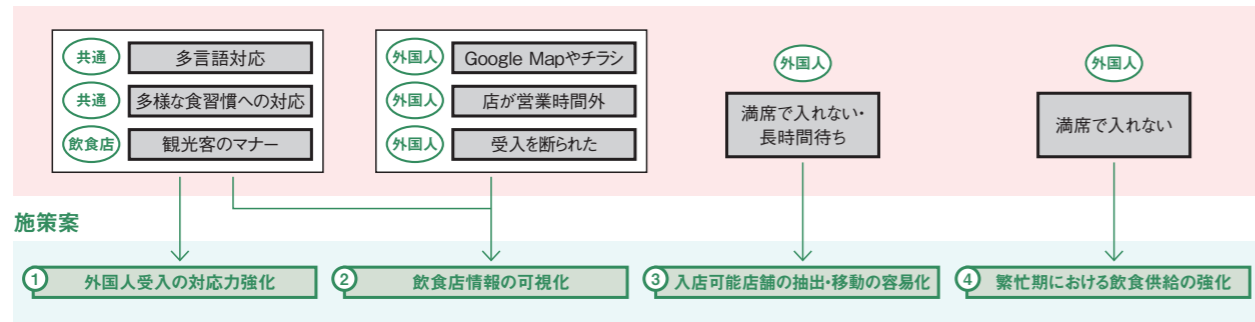 共通 多言語対応
共通 多様な食習慣への対応
飲食店 観光客のマナー
外国人 Google Mapやチラシ
外国人 店が営業時間外
外国人 受入を断られた
外国人
満席で入れない・
長時間待ち
外国人
満席で入れない
施策案
1 外国人受入の対応力強化
2 飲食店情報の可視化
3 入店可能店舗の抽出・移動の容易化
4 繁忙期における飲食供給の強化